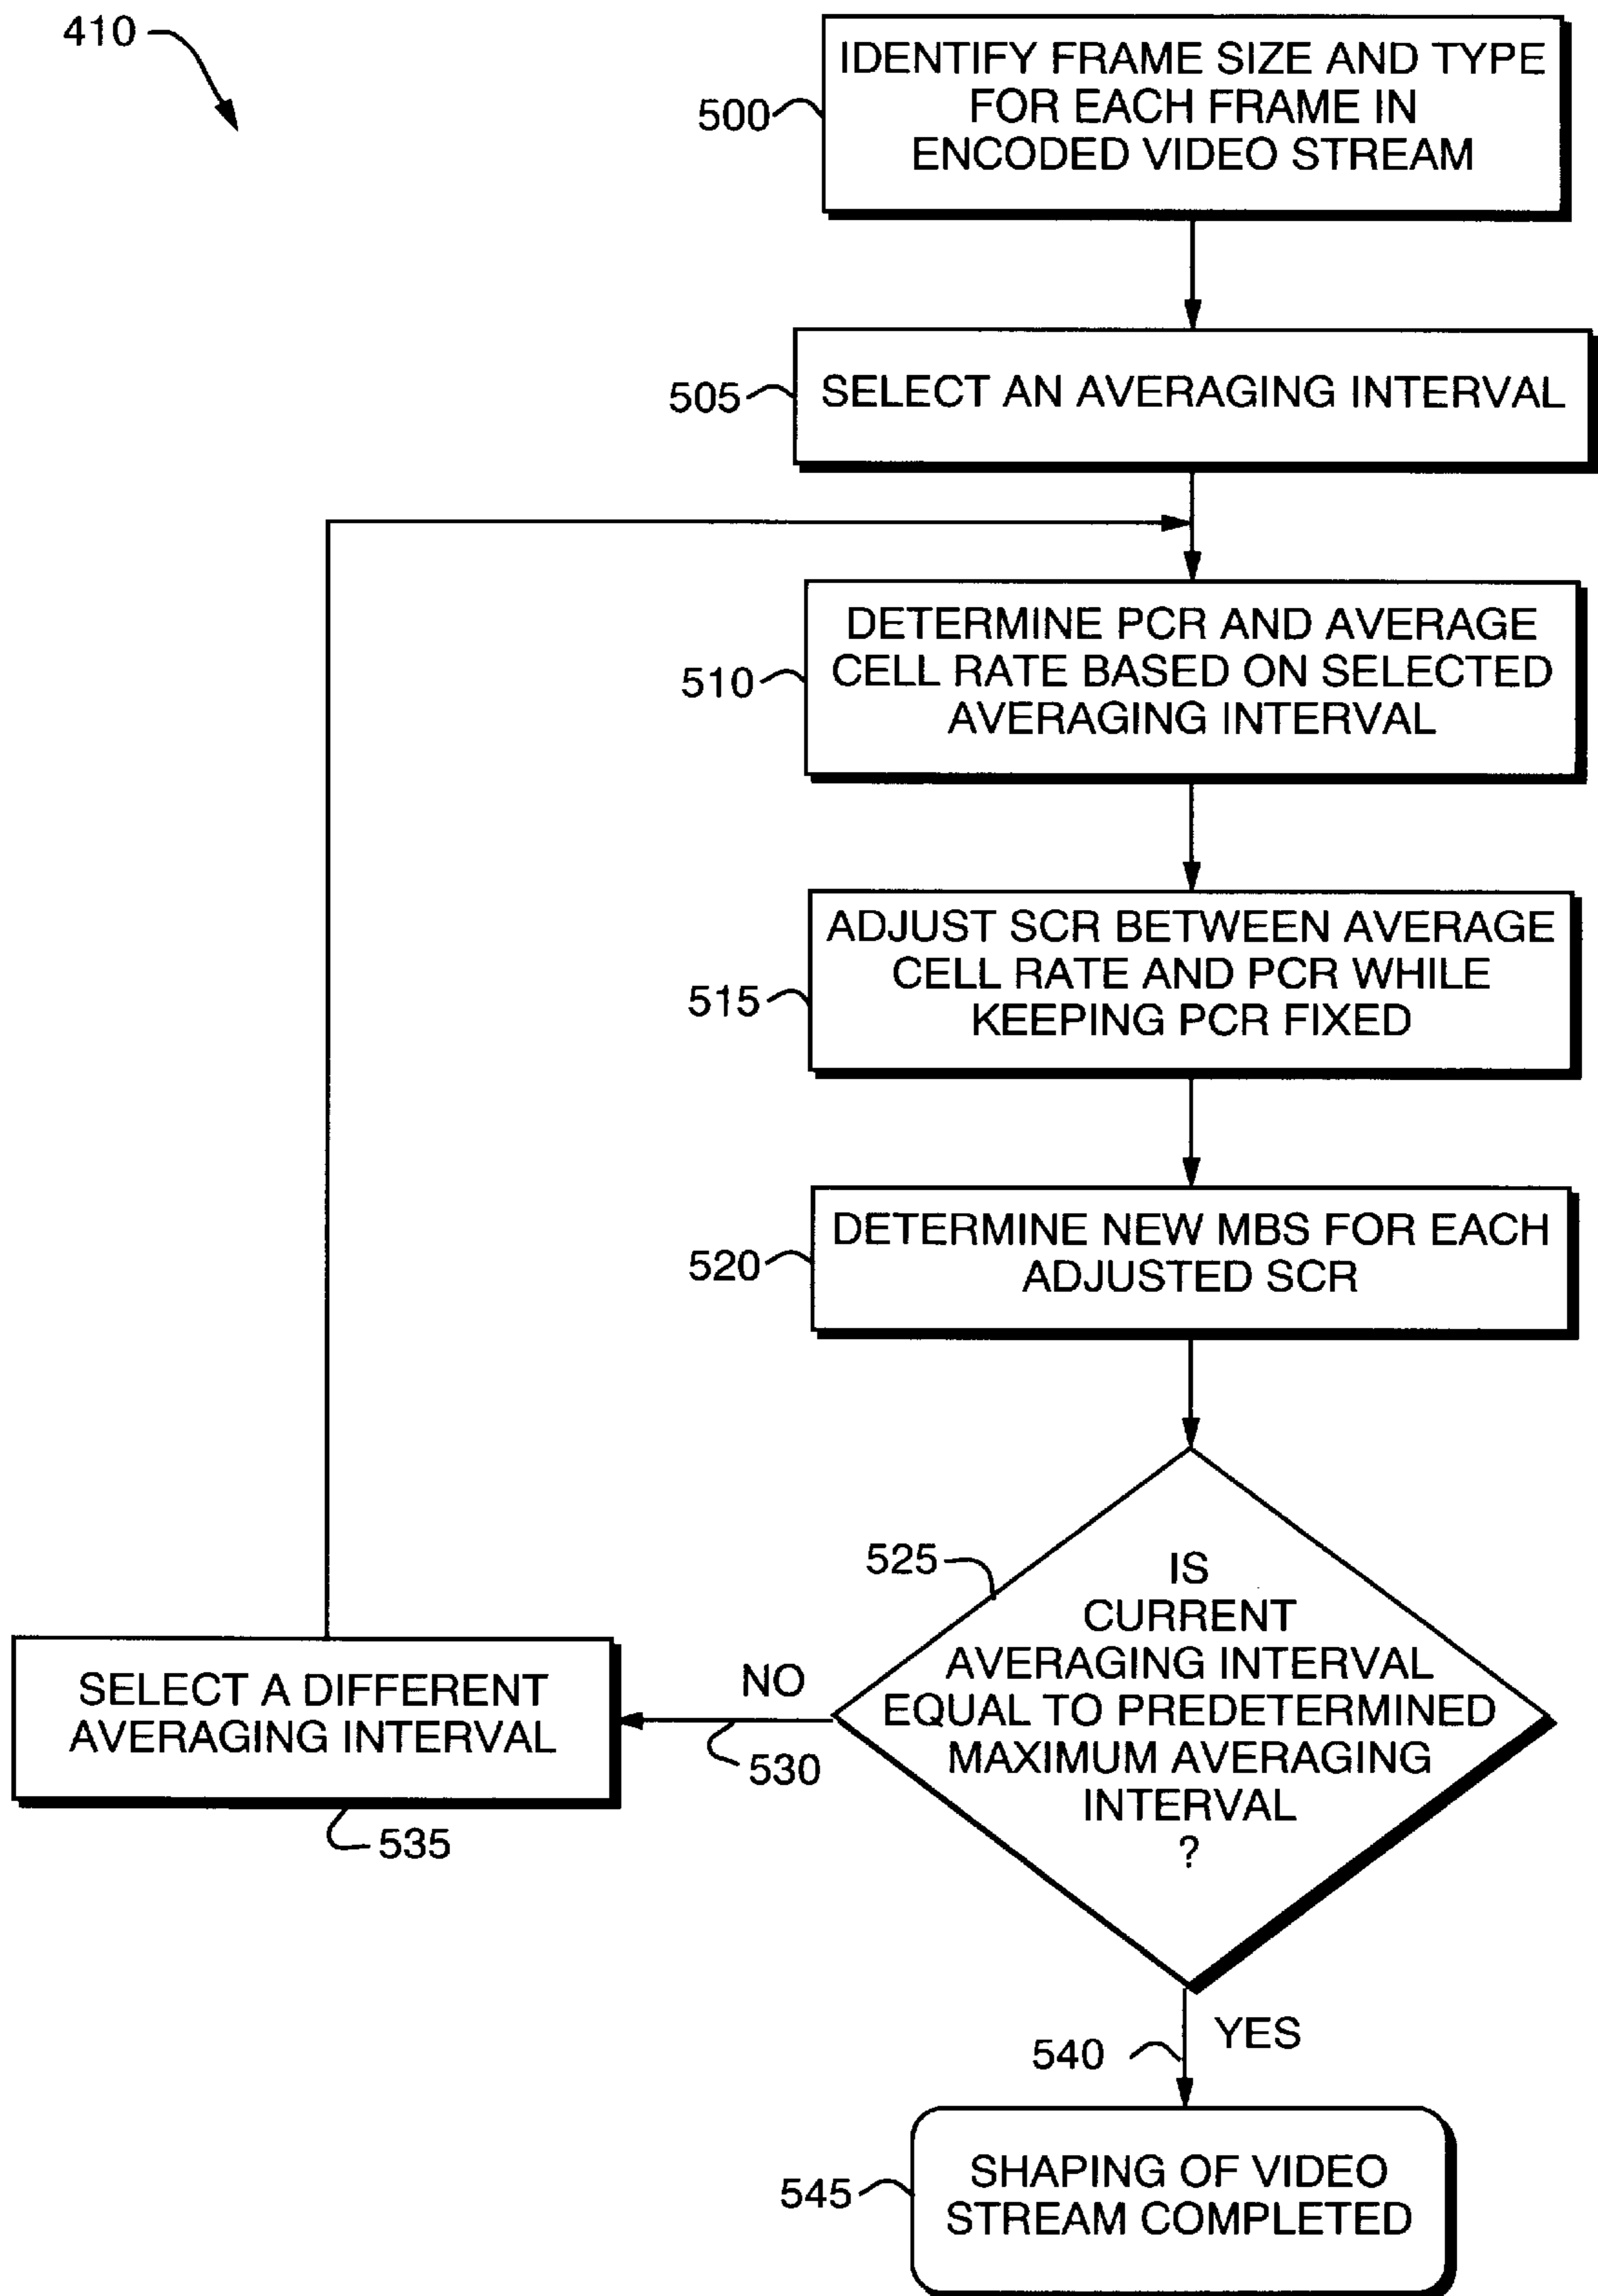 410
500
IDENTIFY FRAME SIZE AND TYPE
FOR EACH FRAME IN
ENCODED VIDEO STREAM
505
SELECT AN AVERAGING INTERVAL
510
DETERMINE PCR AND AVERAGE
CELL RATE BASED ON SELECTED
AVERAGING INTERVAL
515
ADJUST SCR BETWEEN AVERAGE
CELL RATE AND PCR WHILE
KEEPING PCR FIXED
520
DETERMINE NEW MBS FOR EACH
ADJUSTED SCR
525
IS
CURRENT
AVERAGING INTERVAL
EQUAL TO PREDETERMINED
MAXIMUM AVERAGING
INTERVAL
?
NO
530
SELECT A DIFFERENT
AVERAGING INTERVAL
535
YES
540
545
SHAPING OF VIDEO
STREAM COMPLETED